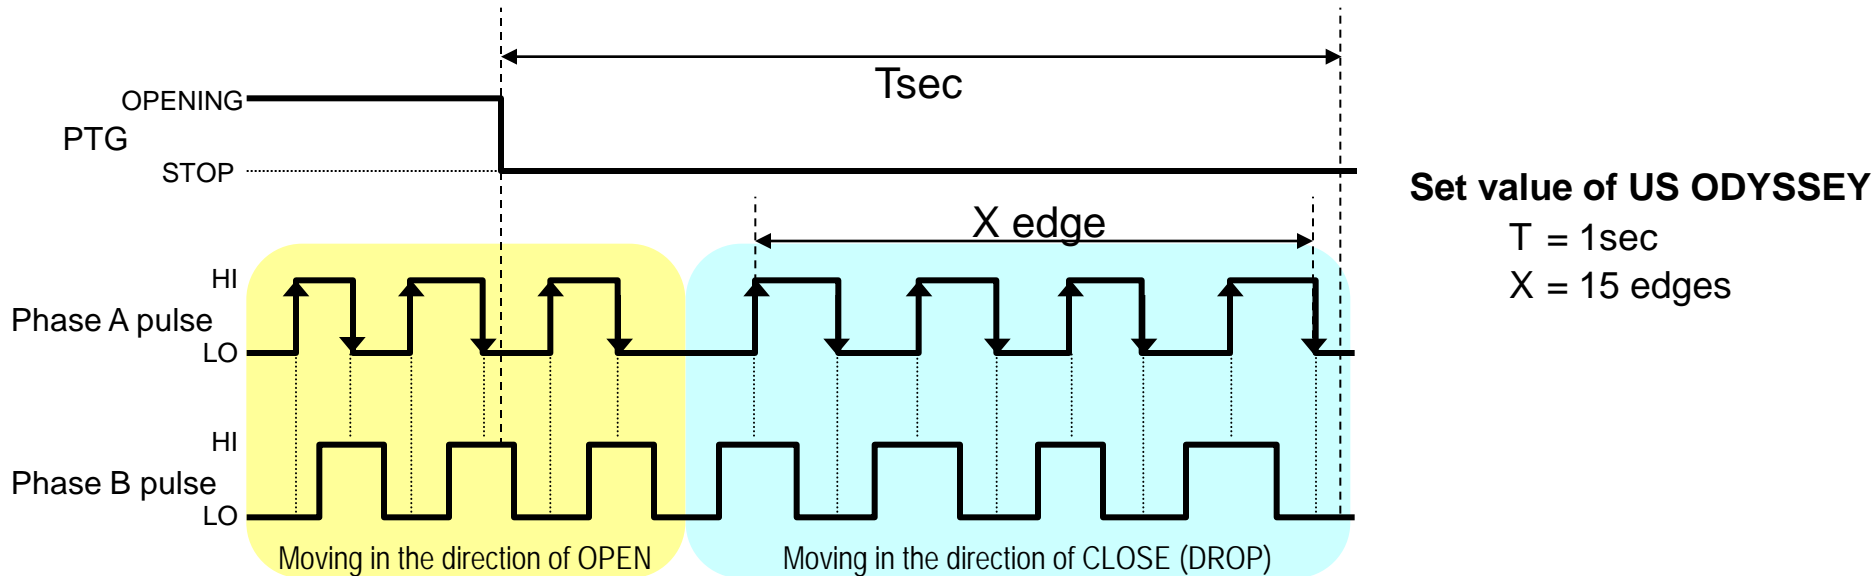 Tsec
OPENING
PTG
STOP
Set value of US ODYSSEY
T = 1sec
X = 15 edges
X edge
HI
Phase A pulse
LO
HI
Phase B pulse
LO
Moving in the direction of OPEN
Moving in the direction of CLOSE (DROP)